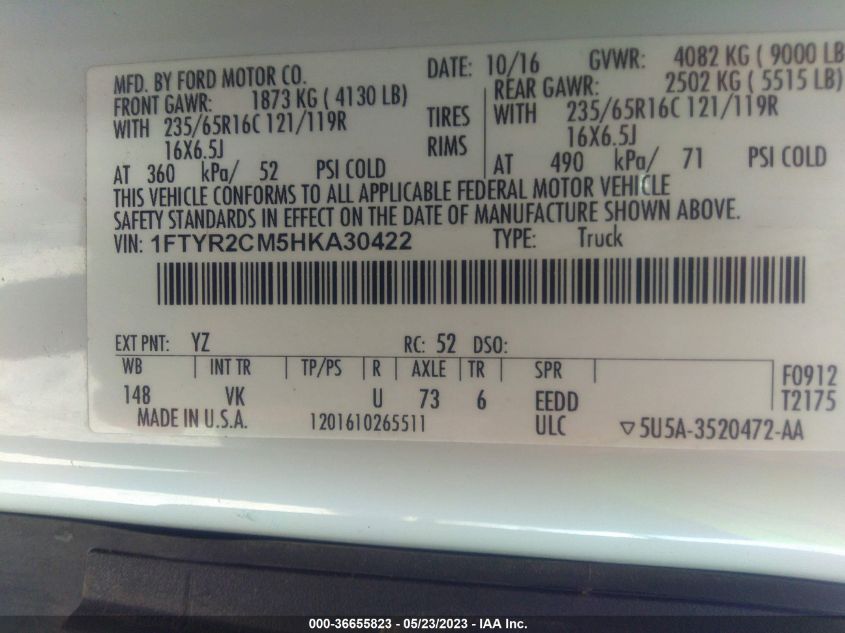 MFD. BY FORD MOTOR CO. DATE: 10/16 GVWR: 4082 KG ( 9000 LB
FRONT GAWR: 1873 KG ( 4130 LB) REAR GAWR: 2502 KG ( 5515 LB)
WITH 235/65R16C 121/119R TIRES WITH 235/65R16C 121/119R
16X6.5J RIMS 16X6.5J
AT 360 kPa/ 52 PSI COLD AT 490 kPa/ 71 PSI COLD
THIS VEHICLE CONFORMS TO ALL APPLICABLE FEDERAL MOTOR VEHICLE
SAFETY STANDARDS IN EFFECT ON THE DATE OF MANUFACTURE SHOWN ABOVE.
VIN: 1FTYR2CM5HKA30422 TYPE: Truck
EXT PNT: YZ RC: 52 DSO:
WB INT TR TP/PS R AXLE TR SPR F0912
148 VK U 73 6 EEDD T2175
MADE IN U.S.A. 1201610265511 ULC ▽5U5A-3520472-AA
000-36655823 - 05/23/2023 - IAA Inc.